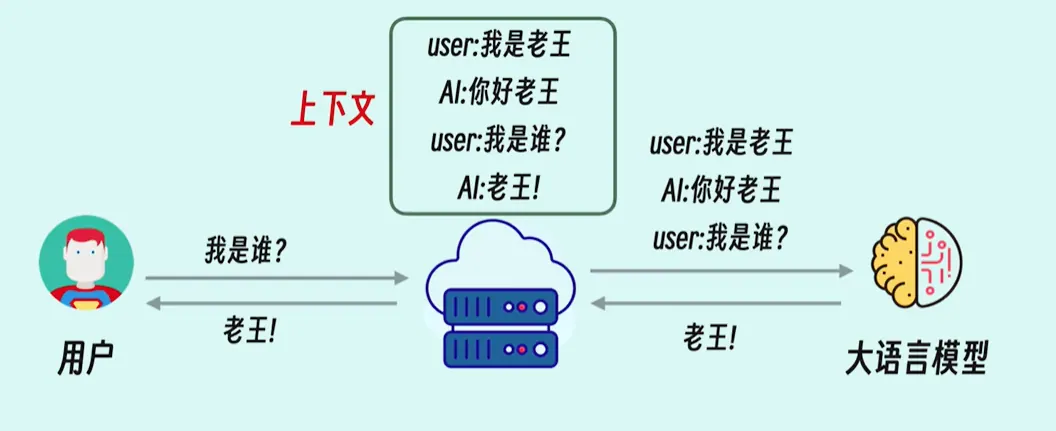 user:我是老王
AI:你好老王
user:我是谁?
AI:老王!
上下文
user:我是老王
AI:你好老王
user:我是谁?
我是谁?
老王!
老王!
用户
大语言模型